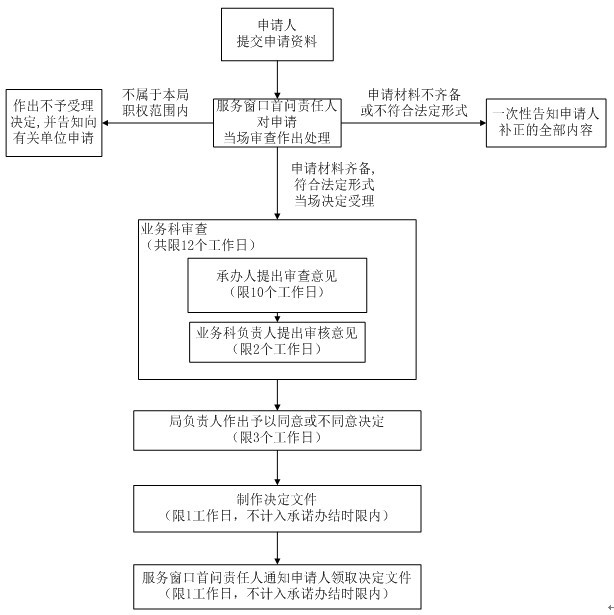 申请人
提交申请资料
不属于本局
职权范围内
申请材料不齐备
或不符合法定形式
作出不予受理
决定,并告知向
有关单位申请
服务窗口首问责任人
对申请
当场审查作出处理
一次性告知申请人
补正的全部内容
申请材料齐备,
符合法定形式
当场决定受理
业务科审查
（共限12个工作日）
承办人提出审查意见
（限10个工作日）
业务科负责人提出审核意见
（限2个工作日）
局负责人作出予以同意或不同意决定
（限3个工作日）
制作决定文件
（限1工作日，不计入承诺办结时限内）
服务窗口首问责任人通知申请人领取决定文件
（限1工作日，不计入承诺办结时限内）